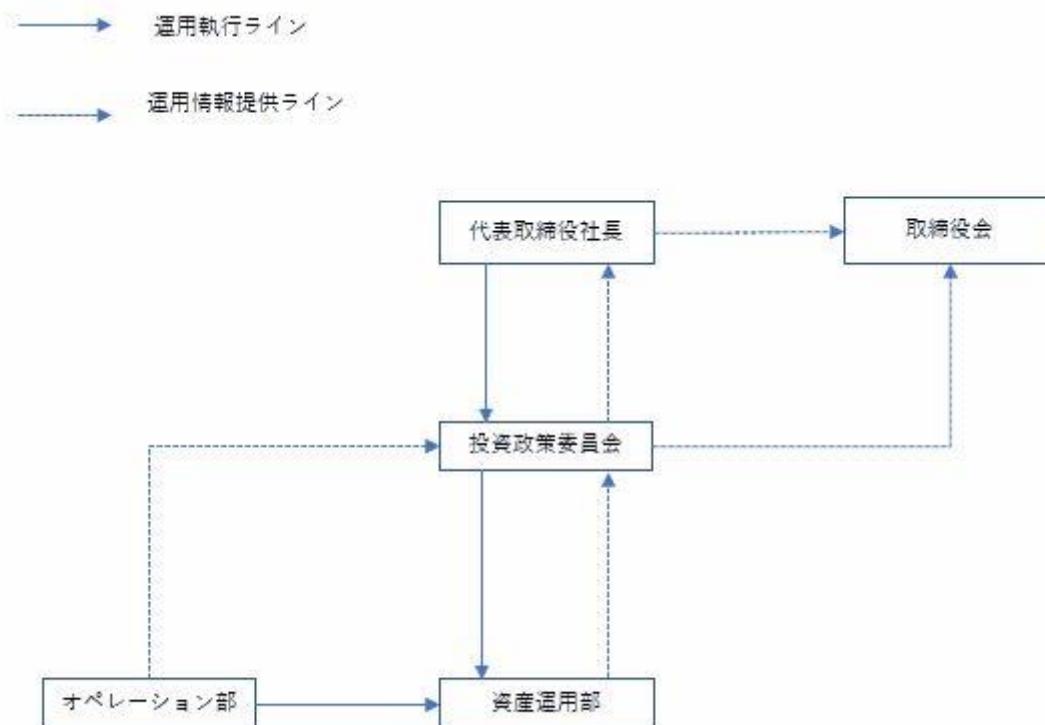 運用執行ライン
運用情報提供ライン
代表取締役社長
取締役会
投資政策委員会
オペレーション部
資産運用部